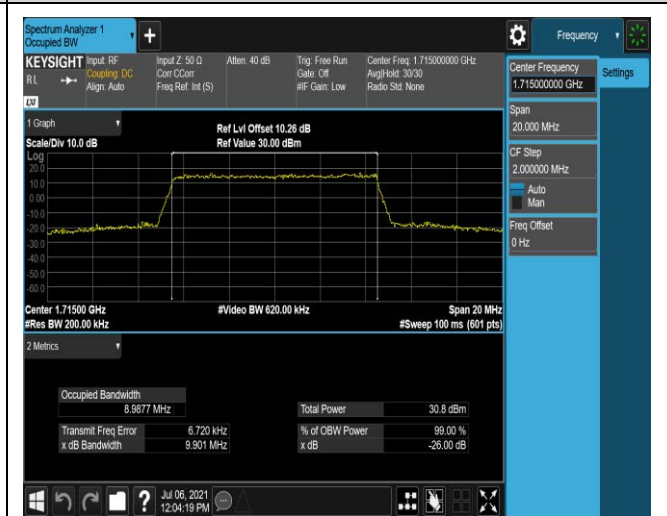 Spectrum Analyzer 1
Occupied BW
+
Frequency
KEYSIGHT
R L
Input: RF
Coupling: DC
Align: Auto
Input Z: 50 Ω
Corr CCorr
Freq Ref: Int (S)
Atten: 40 dB
Trig: Free Run
Gate: Off
#IF Gain: Low
Center Freq: 1.715000000 GHz
Avg|Hold: 30/30
Radio Std: None
LXI
Center Frequency
1.715000000 GHz
Settings
Span
20.000 MHz
CF Step
2.000000 MHz
Auto
Man
Freq Offset
0 Hz
1 Graph
Scale/Div 10.0 dB
Ref Lvl Offset 10.26 dB
Ref Value 30.00 dBm
Log
20.0
10.0
0.00
-10.0
-20.0
-30.0
-40.0
-50.0
-60.0
Center 1.71500 GHz
#Video BW 620.00 kHz
Span 20 MHz
#Res BW 200.00 kHz
#Sweep 100 ms (601 pts)
2 Metrics
Occupied Bandwidth
8.9877 MHz
Total Power 30.8 dBm
Transmit Freq Error 6.720 kHz
% of OBW Power 99.00 %
x dB Bandwidth 9.901 MHz
x dB -26.00 dB
?
Jul 06, 2021
12:04:19 PM